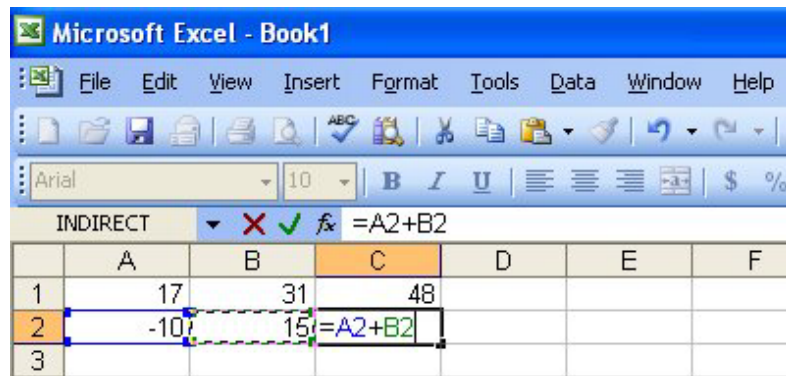 Microsoft Excel - Book1
File Edit View Insert Format Tools Data Window Help
ABC
Arial 10 B I U a $ %
INDIRECT fx =A2+B2
A B C D E F
1 17 31 48
2 -10 15 =A2+B2
3